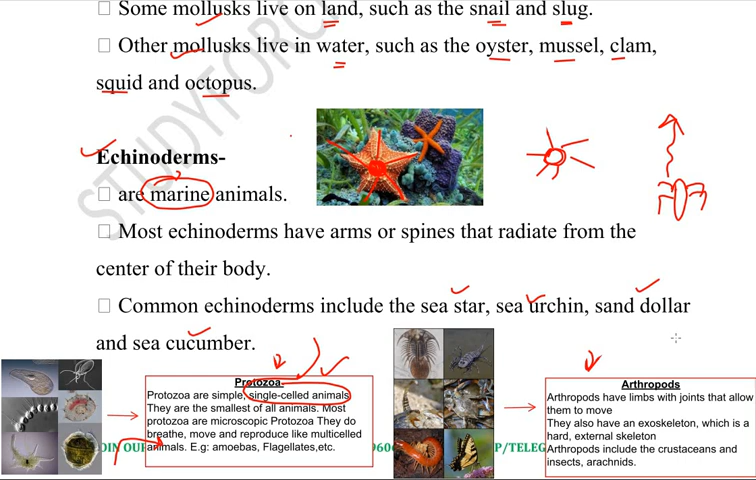 □ Some mollusks live on land, such as the snail and slug.
□ Other mollusks live in water, such as the oyster, mussel, clam,
squid and octopus.
Echinoderms-
□ are marine animals.
□ Most echinoderms have arms or spines that radiate from the
center of their body.
□ Common echinoderms include the sea star, sea urchin, sand dollar
and sea cucumber.
Protozoa
Protozoa are simple, single-celled animals
They are the smallest of all animals. Most
protozoa are microscopic Protozoa They do
breathe, move and reproduce like multicelled
animals. E.g: amoebas, Flagellates,etc.
Arthropods
Arthropods have limbs with joints that allow
them to move
They also have an exoskeleton, which is a
hard, external skeleton
Arthropods include the crustaceans and
insects, arachnids.